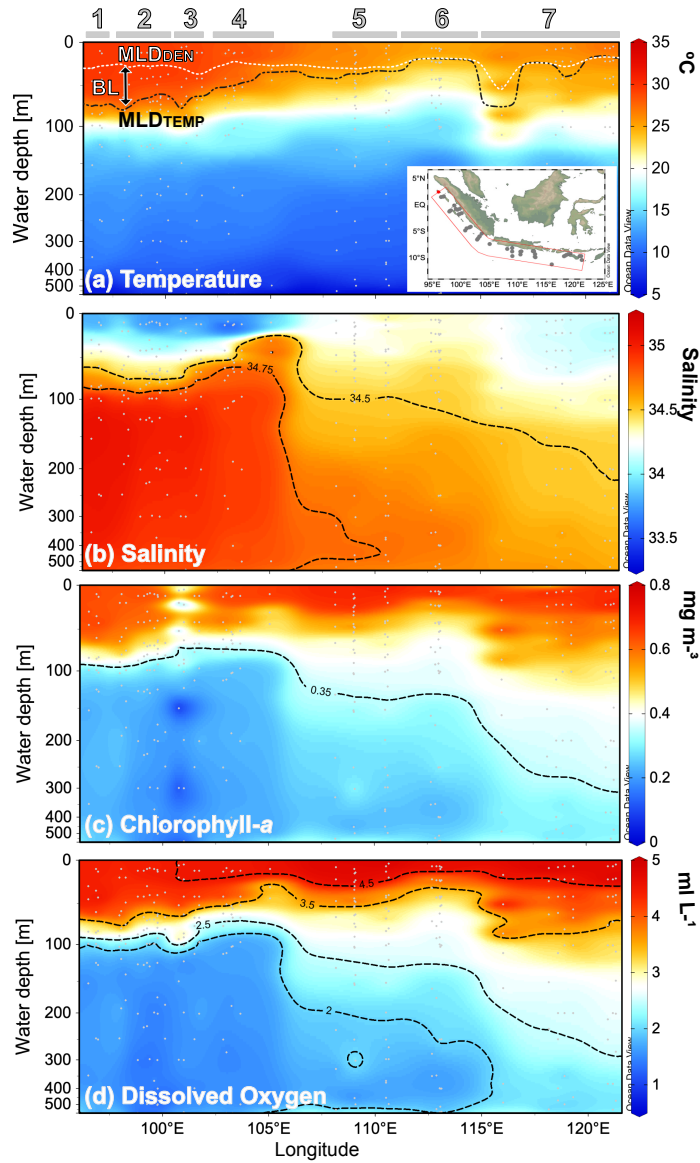 1 2 3 4 5 6 7
0 100 200 300 400 500
Water depth [m]
MLDDEN
BL
MLDTEMP
(a) Temperature
5°N EQ 5°S 10°S
95°E 100°E 105°E 110°E 115°E 120°E 125°E
Ocean Data View
Ocean Data View
35 30 25 20 15 10 5
ºC
0 100 200 300 400 500
Water depth [m]
34.75
34.5
(b) Salinity
Ocean Data View
35 34.5 34 33.5
Salinity
0 100 200 300 400 500
Water depth [m]
0.35
(c) Chlorophyll-a
Ocean Data View
0.8 0.6 0.4 0.2 0
mg m-3
0 100 200 300 400 500
Water depth [m]
4.5
3.5
2.5
2
(d) Dissolved Oxygen
Ocean Data View
5 4 3 2 1
ml L-1
100°E 105°E 110°E 115°E 120°E
Longitude